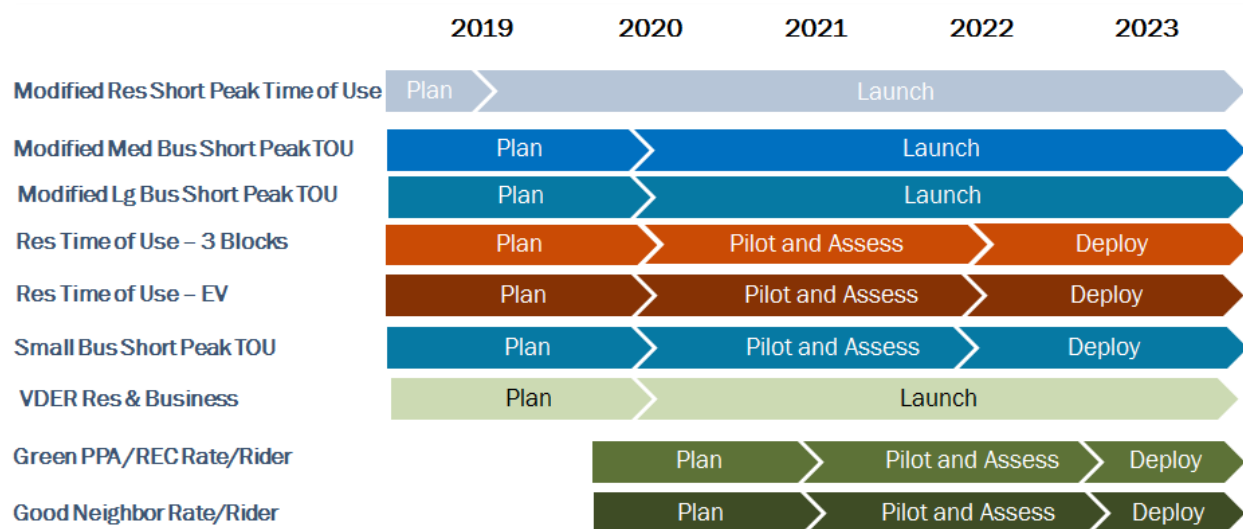 2019 2020 2021 2022 2023
Modified Res Short Peak Time of Use Plan Launch
Modified Med Bus Short Peak TOU Plan Launch
Modified Lg Bus Short Peak TOU Plan Launch
Res Time of Use – 3 Blocks Plan Pilot and Assess Deploy
Res Time of Use – EV Plan Pilot and Assess Deploy
Small Bus Short Peak TOU Plan Pilot and Assess Deploy
VDER Res & Business Plan Launch
Green PPA/REC Rate/Rider Plan Pilot and Assess Deploy
Good Neighbor Rate/Rider Plan Pilot and Assess Deploy